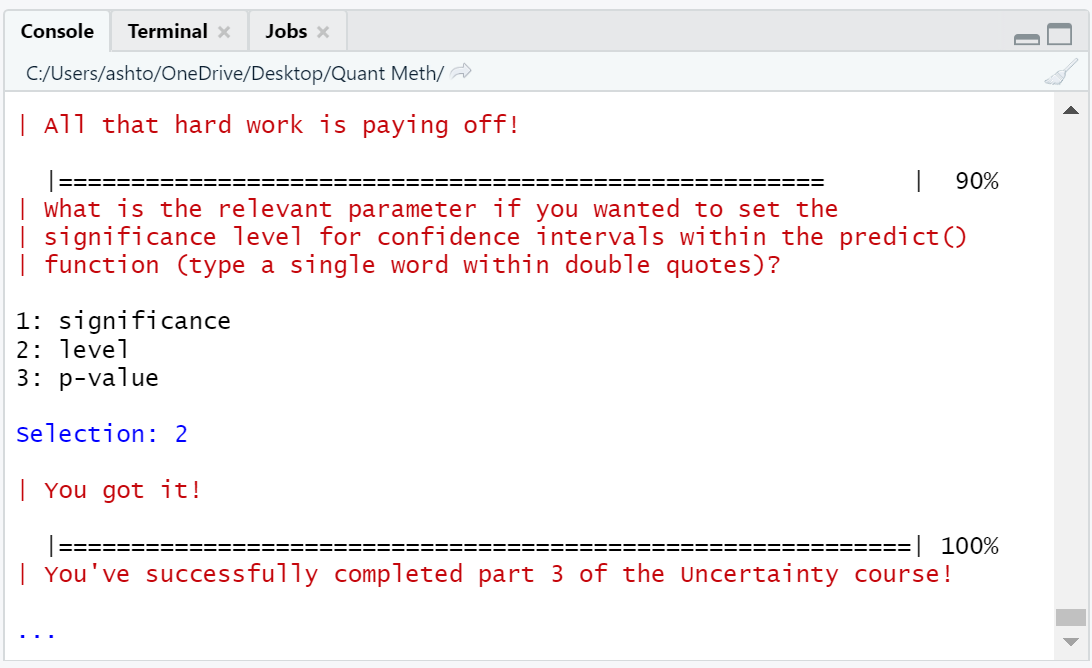 Console Terminal × Jobs ×
C:/Users/ashto/OneDrive/Desktop/Quant Meth/
| All that hard work is paying off!
|===================================================== | 90%
| What is the relevant parameter if you wanted to set the
| significance level for confidence intervals within the predict()
| function (type a single word within double quotes)?
1: significance
2: level
3: p-value
Selection: 2
| You got it!
|===========================================================| 100%
| You've successfully completed part 3 of the Uncertainty course!
...